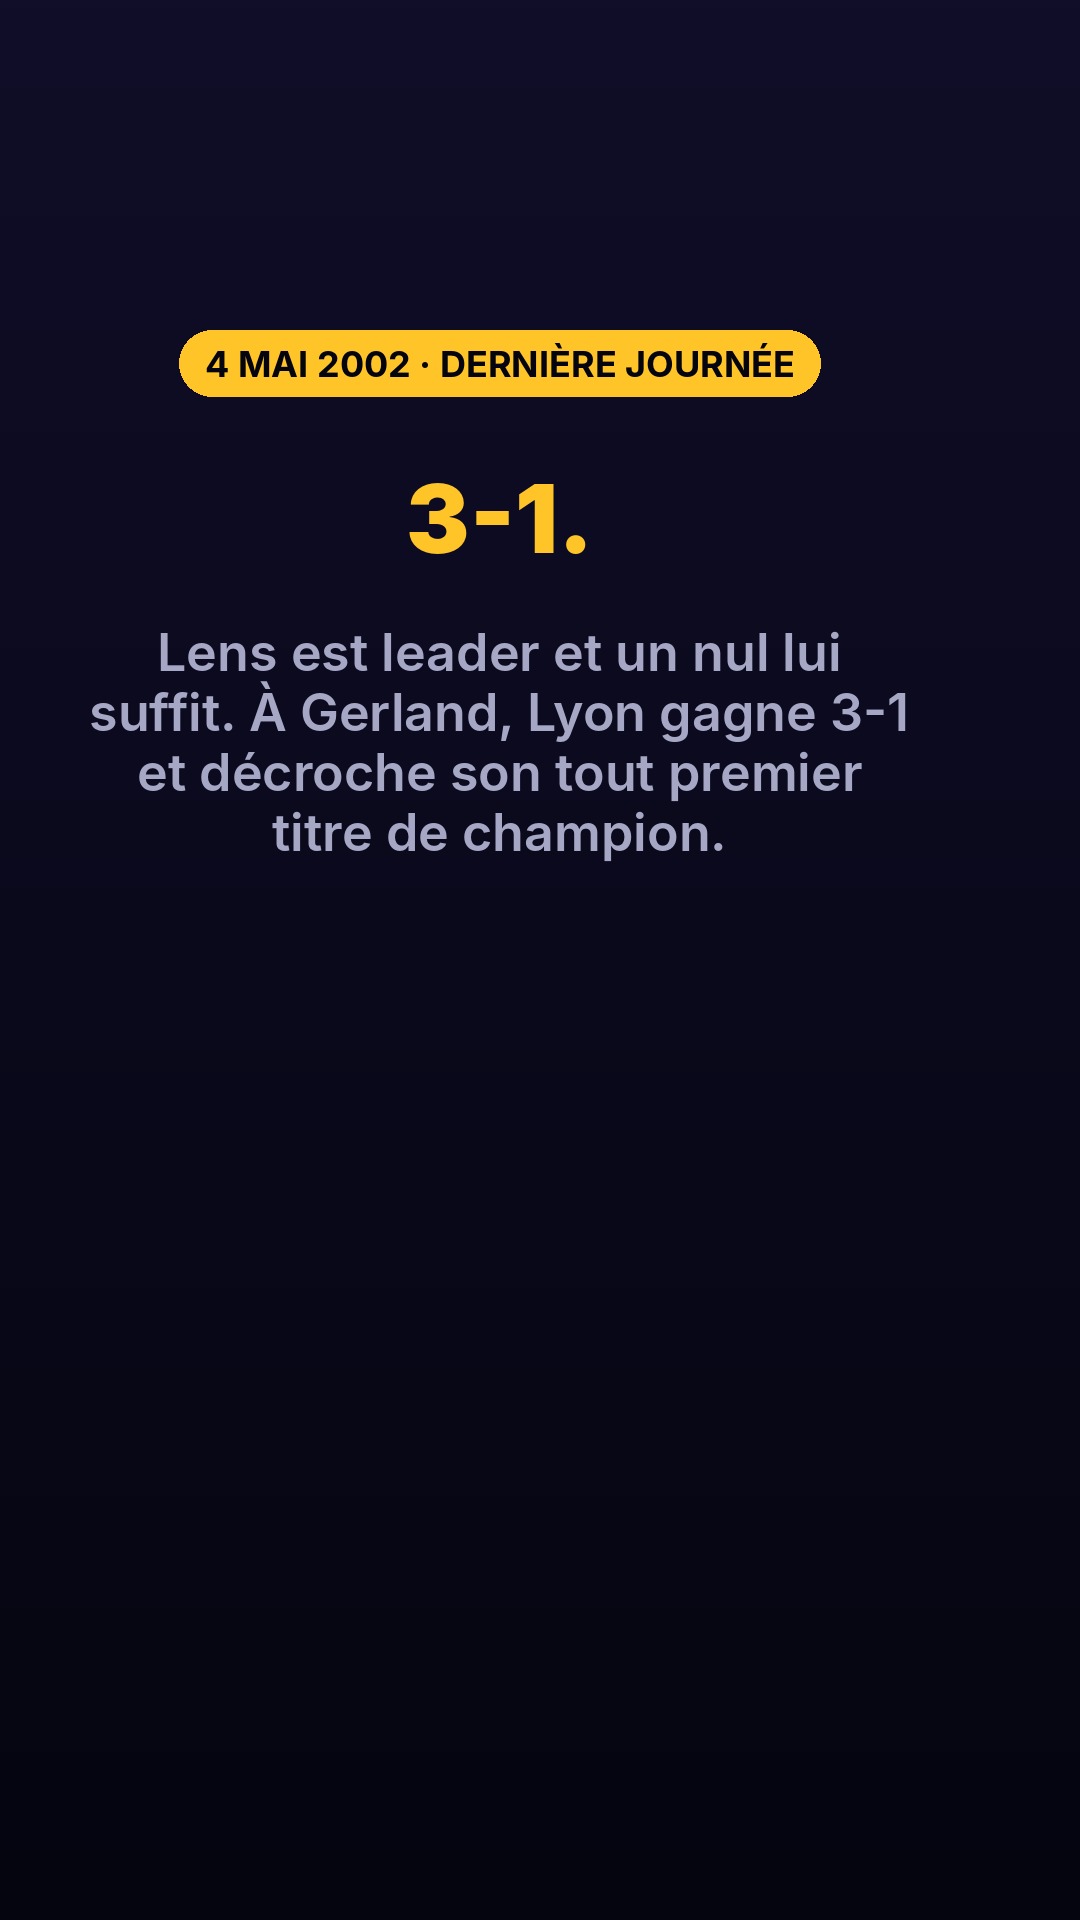 4 MAI 2002 · DERNIÈRE JOURNÉE
3-1.
Lens est leader et un nul lui
suffit. À Gerland, Lyon gagne 3-1
et décroche son tout premier
titre de champion.